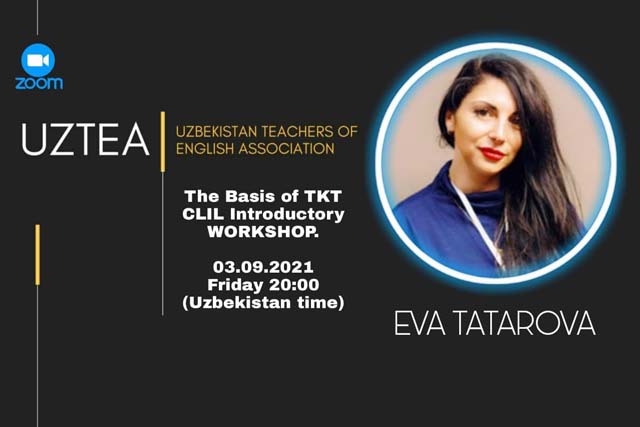 zoom
UZTEA
UZBEKISTAN TEACHERS OF
ENGLISH ASSOCIATION
The Basis of TKT
CLIL Introductory
WORKSHOP.
03.09.2021
Friday 20:00
(Uzbekistan time)
EVA TATAROVA